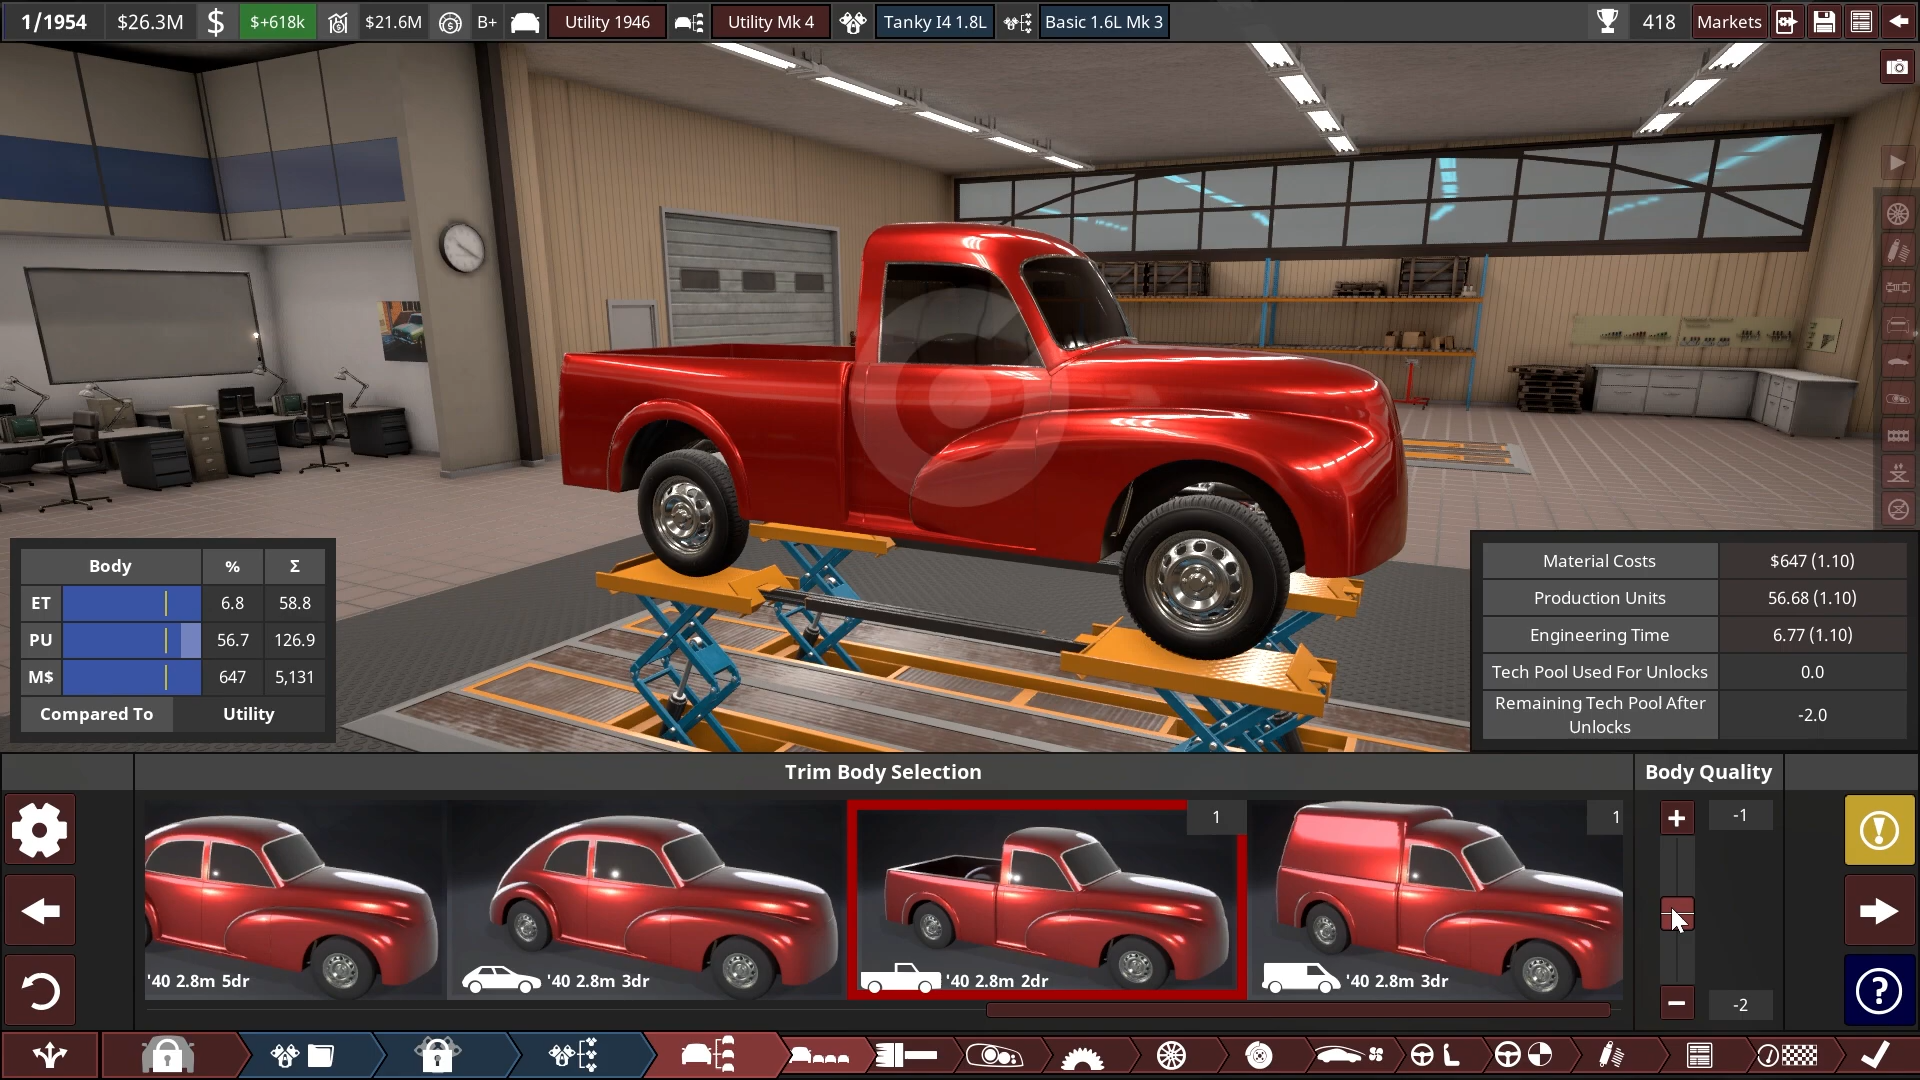 1/1954 $26.3M $ $+618k $21.6M B+ Utility 1946 Utility Mk 4 Tanky I4 1.8L Basic 1.6L Mk 3 418 Markets
Body % Σ
ET 6.8 58.8
PU 56.7 126.9
M$ 647 5,131
Compared To Utility
Material Costs $647 (1.10)
Production Units 56.68 (1.10)
Engineering Time 6.77 (1.10)
Tech Pool Used For Unlocks 0.0
Remaining Tech Pool After
Unlocks -2.0
Trim Body Selection
Body Quality
1
1
'40 2.8m 5dr
'40 2.8m 3dr
'40 2.8m 2dr
'40 2.8m 3dr
+ -1
-2
?